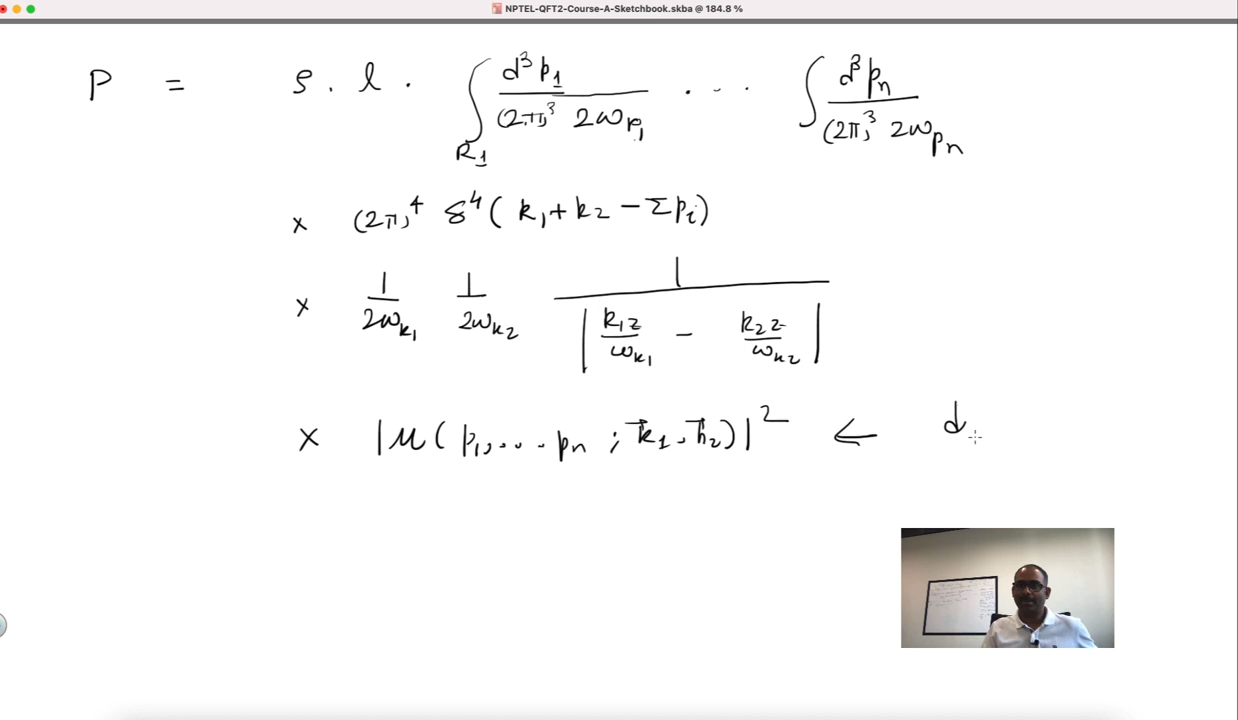 NPTEL-QFT2-Course-A-Sketchbook.skba @ 184.8 %
P = ρ . l . ∫_{R_1} d³p_1 / (2π)³ 2ω_{p_1} . . . ∫ d³p_n / (2π)³ 2ω_{p_n}
× (2π)⁴ δ⁴( k_1 + k_2 − Σp_i )
× 1/2ω_{k_1} 1/2ω_{k_2} 1 / | k_{1z}/ω_{k_1} − k_{2z}/ω_{k_2} |
× |M( p_1, . . . p_n ; k_1, k_2 )|² ← d